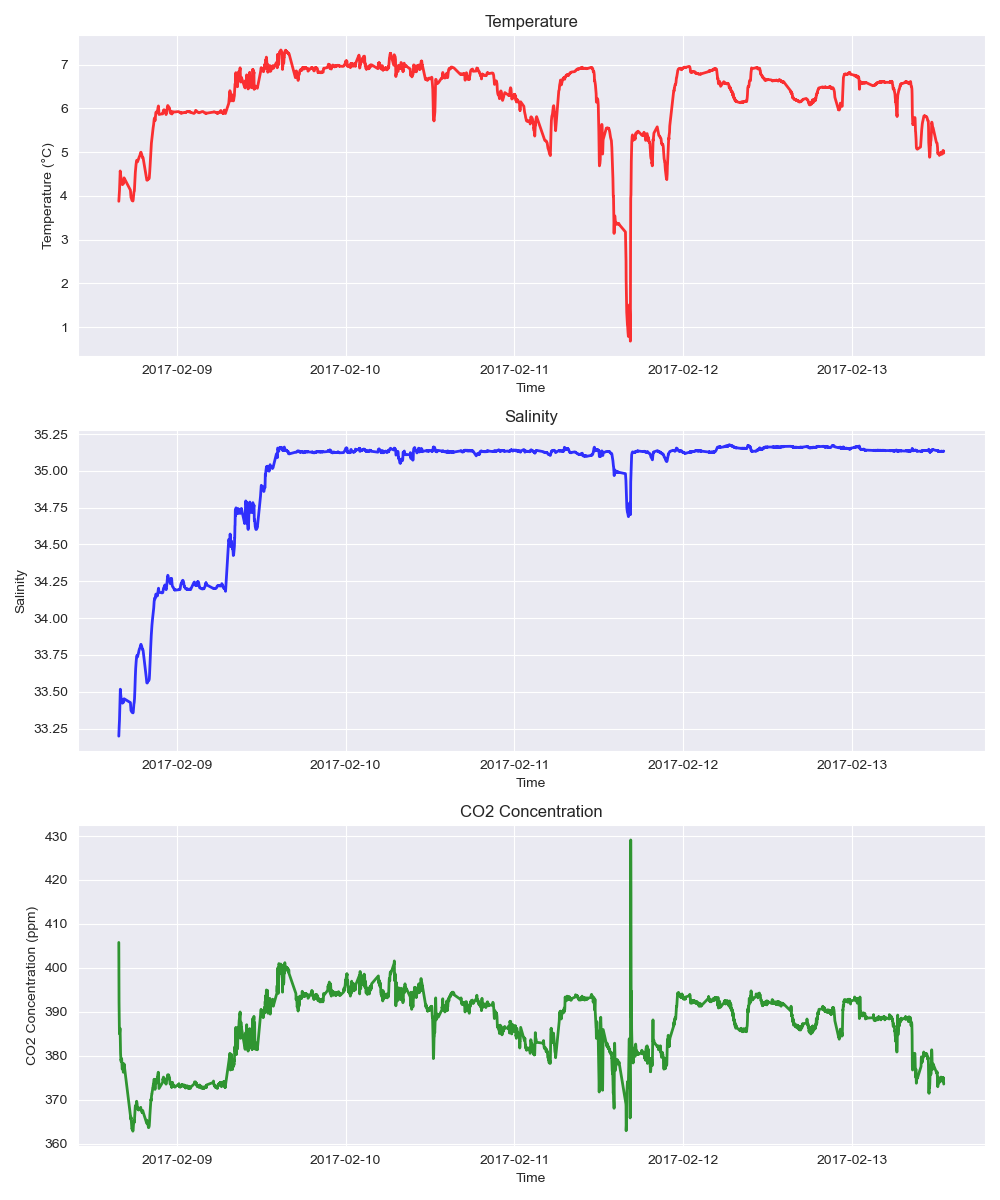 Temperature
7
6
5
4
3
2
1
Temperature (°C)
2017-02-09 2017-02-10 2017-02-11 2017-02-12 2017-02-13
Time
Salinity
35.25
35.00
34.75
34.50
34.25
34.00
33.75
33.50
33.25
Salinity
2017-02-09 2017-02-10 2017-02-11 2017-02-12 2017-02-13
Time
CO2 Concentration
430
420
410
400
390
380
370
360
CO2 Concentration (ppm)
2017-02-09 2017-02-10 2017-02-11 2017-02-12 2017-02-13
Time